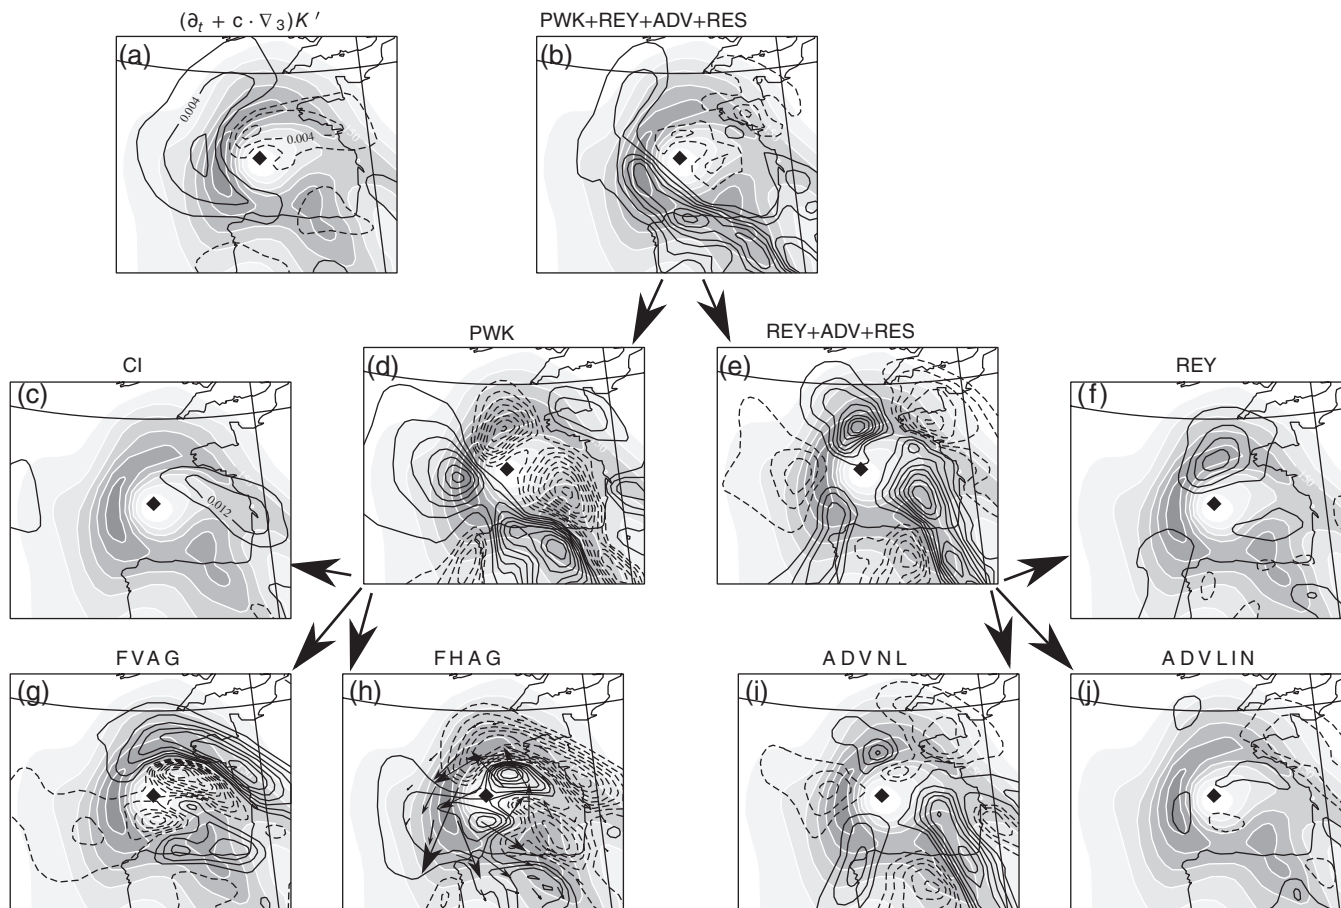 (∂t + c · ∇3)K ′
PWK+REY+ADV+RES
(a)
0.004
0.004
(b)
PWK
REY+ADV+RES
CI
(d)
(e)
REY
(c)
0.012
(f)
FVAG
FHAG
ADVNL
ADVLIN
(g)
(h)
(i)
(j)